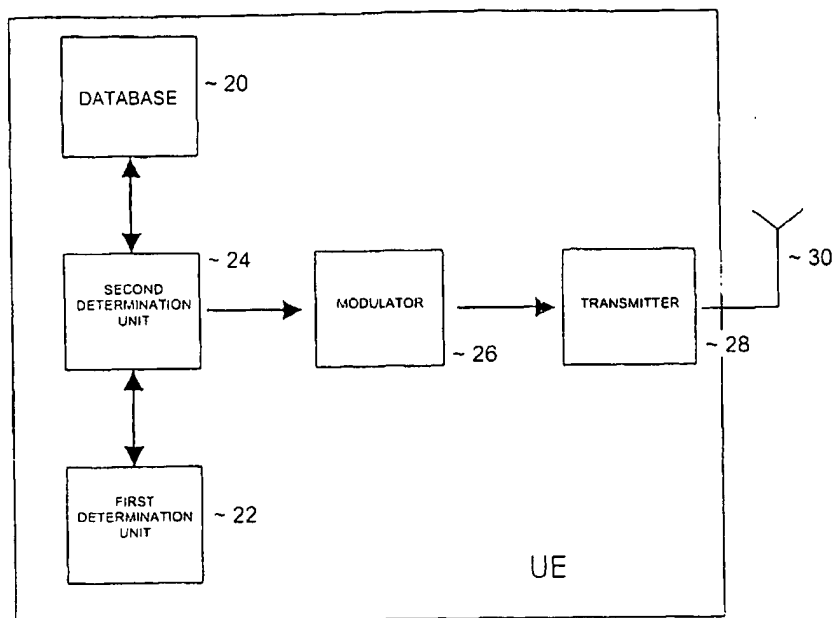 DATABASE
~ 20
SECOND
DETERMINATION
UNIT
~ 24
MODULATOR
~ 26
TRANSMITTER
~ 28
~ 30
FIRST
DETERMINATION
UNIT
~ 22
UE